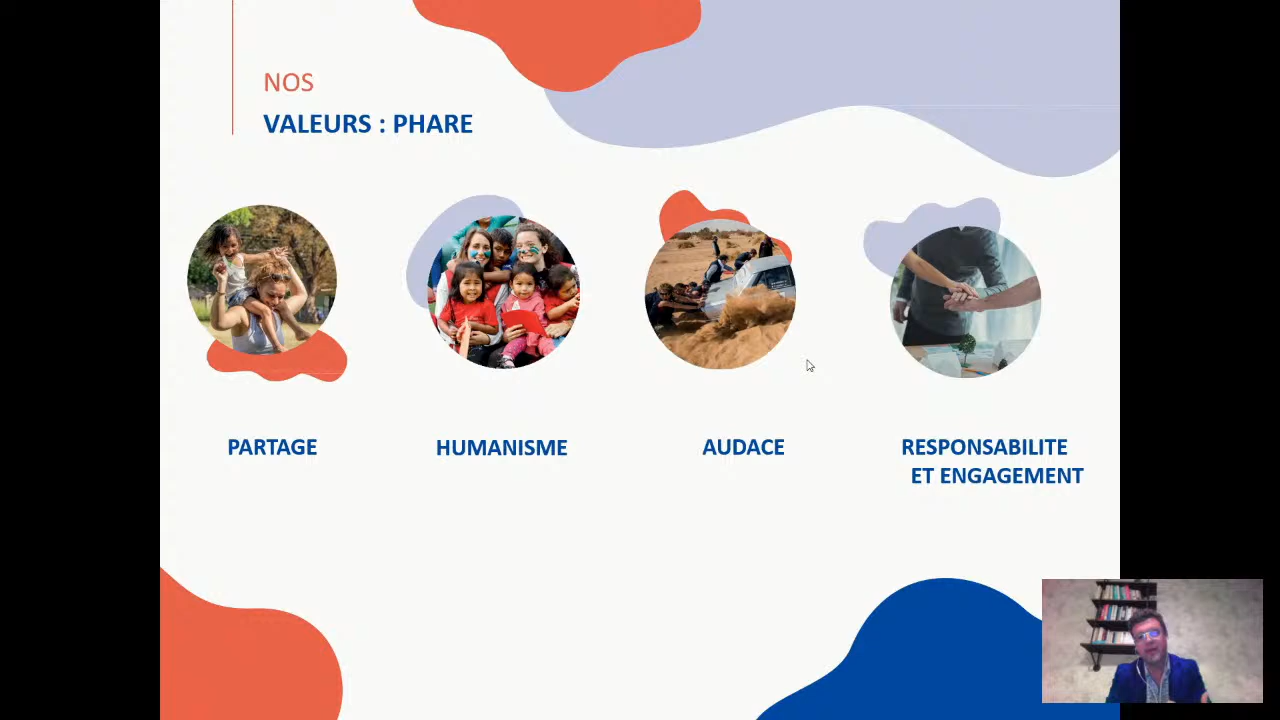 NOS
VALEURS : PHARE
PARTAGE
HUMANISME
AUDACE
RESPONSABILITE
ET ENGAGEMENT